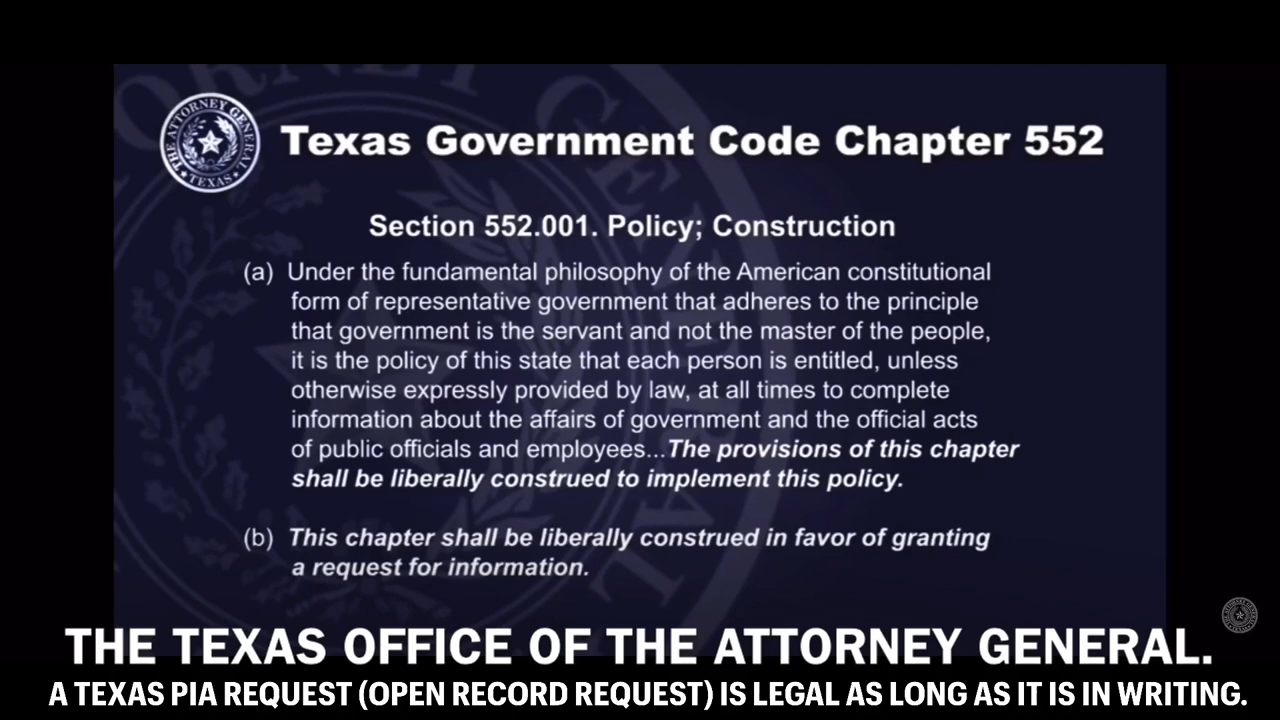 THE ATTORNEY GENERAL
TEXAS
Texas Government Code Chapter 552
Section 552.001. Policy; Construction
(a) Under the fundamental philosophy of the American constitutional
form of representative government that adheres to the principle
that government is the servant and not the master of the people,
it is the policy of this state that each person is entitled, unless
otherwise expressly provided by law, at all times to complete
information about the affairs of government and the official acts
of public officials and employees...The provisions of this chapter
shall be liberally construed to implement this policy.
(b) This chapter shall be liberally construed in favor of granting
a request for information.
THE TEXAS OFFICE OF THE ATTORNEY GENERAL.
A TEXAS PIA REQUEST (OPEN RECORD REQUEST) IS LEGAL AS LONG AS IT IS IN WRITING.